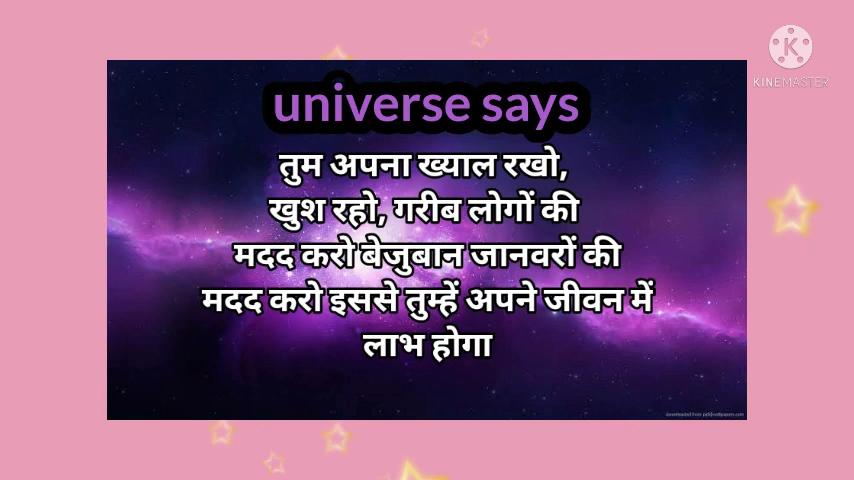 KINEMASTER
universe says
तुम अपना ख्याल रखो,
खुश रहो, गरीब लोगों की
मदद करो बेजुबान जानवरों की
मदद करो इससे तुम्हें अपने जीवन में
लाभ होगा